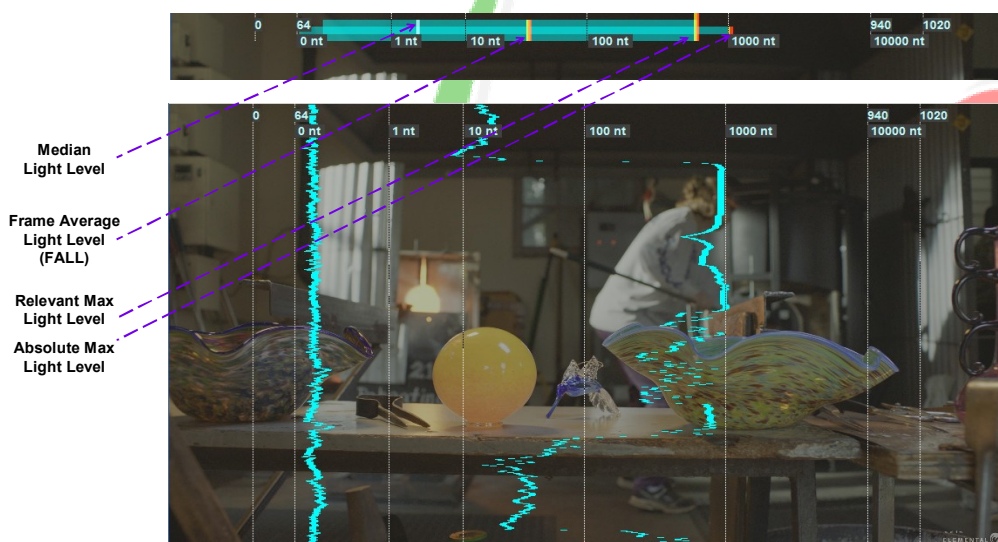 0 64 940 1020
0 nt 1 nt 10 nt 100 nt 1000 nt 10000 nt
0 64 940 1020
0 nt 1 nt 10 nt 100 nt 1000 nt 10000 nt
Median
Light Level
Frame Average
Light Level
(FALL)
Relevant Max
Light Level
Absolute Max
Light Level
ELEMENTAL